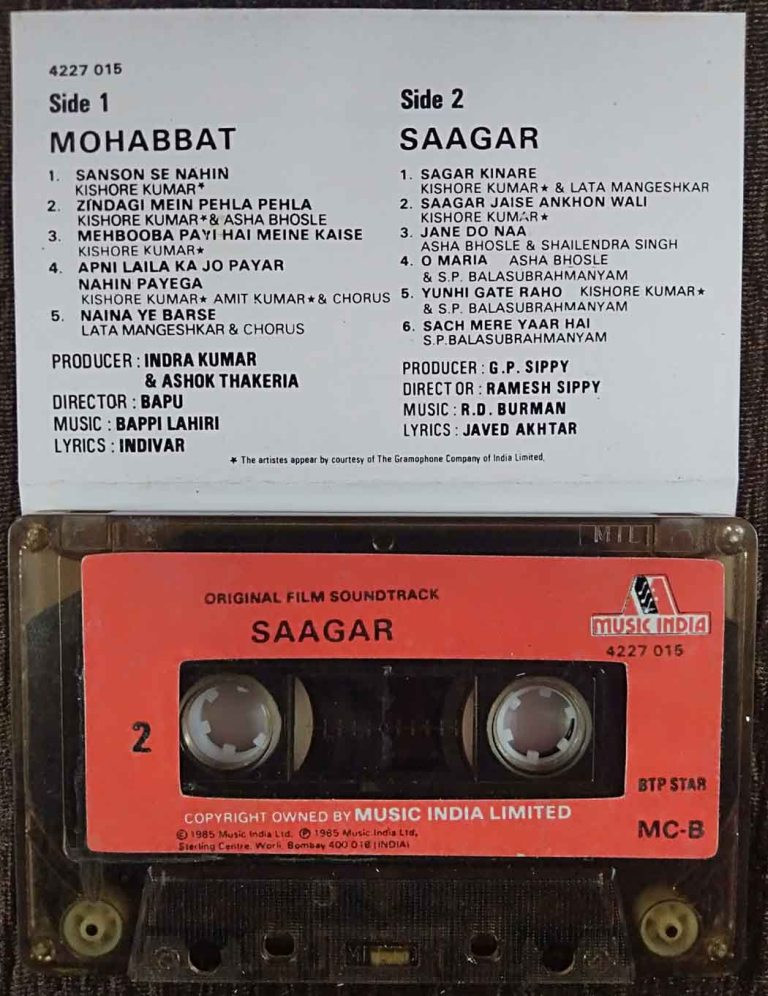 4227 015
Side 1
MOHABBAT
1. SANSON SE NAHIN
KISHORE KUMAR*
2. ZINDAGI MEIN PEHLA PEHLA
KISHORE KUMAR*& ASHA BHOSLE
3. MEHBOOBA PAYI HAI MEINE KAISE
KISHORE KUMAR★
4. APNI LAILA KA JO PAYAR
NAHIN PAYEGA
KISHORE KUMAR★ AMIT KUMAR★& CHORUS
5. NAINA YE BARSE
LATA MANGESHKAR & CHORUS
PRODUCER : INDRA KUMAR
& ASHOK THAKERIA
DIRECTOR : BAPU
MUSIC : BAPPI LAHIRI
LYRICS : INDIVAR
Side 2
SAAGAR
1. SAGAR KINARE
KISHORE KUMAR★ & LATA MANGESHKAR
2. SAAGAR JAISE ANKHON WALI
KISHORE KUMAR★
3. JANE DO NAA
ASHA BHOSLE & SHAILENDRA SINGH
4. O MARIA ASHA BHOSLE
& S.P. BALASUBRAHMANYAM
5. YUNHI GATE RAHO KISHORE KUMAR★
& S.P. BALASUBRAHMANYAM
6. SACH MERE YAAR HAI
S.P.BALASUBRAHMANYAM
PRODUCER : G.P. SIPPY
DIRECTOR : RAMESH SIPPY
MUSIC : R.D. BURMAN
LYRICS : JAVED AKHTAR
★ The artistes appear by courtesy of The Gramophone Company of India Limited.
MIL
ORIGINAL FILM SOUNDTRACK
SAAGAR
MUSIC INDIA
4227 015
2
BTP STAR
COPYRIGHT OWNED BY MUSIC INDIA LIMITED
MC-B
© 1985 Music India Ltd. ℗ 1985 Music India Ltd,
Sterling Centre, Worli, Bombay 400 018 (INDIA)